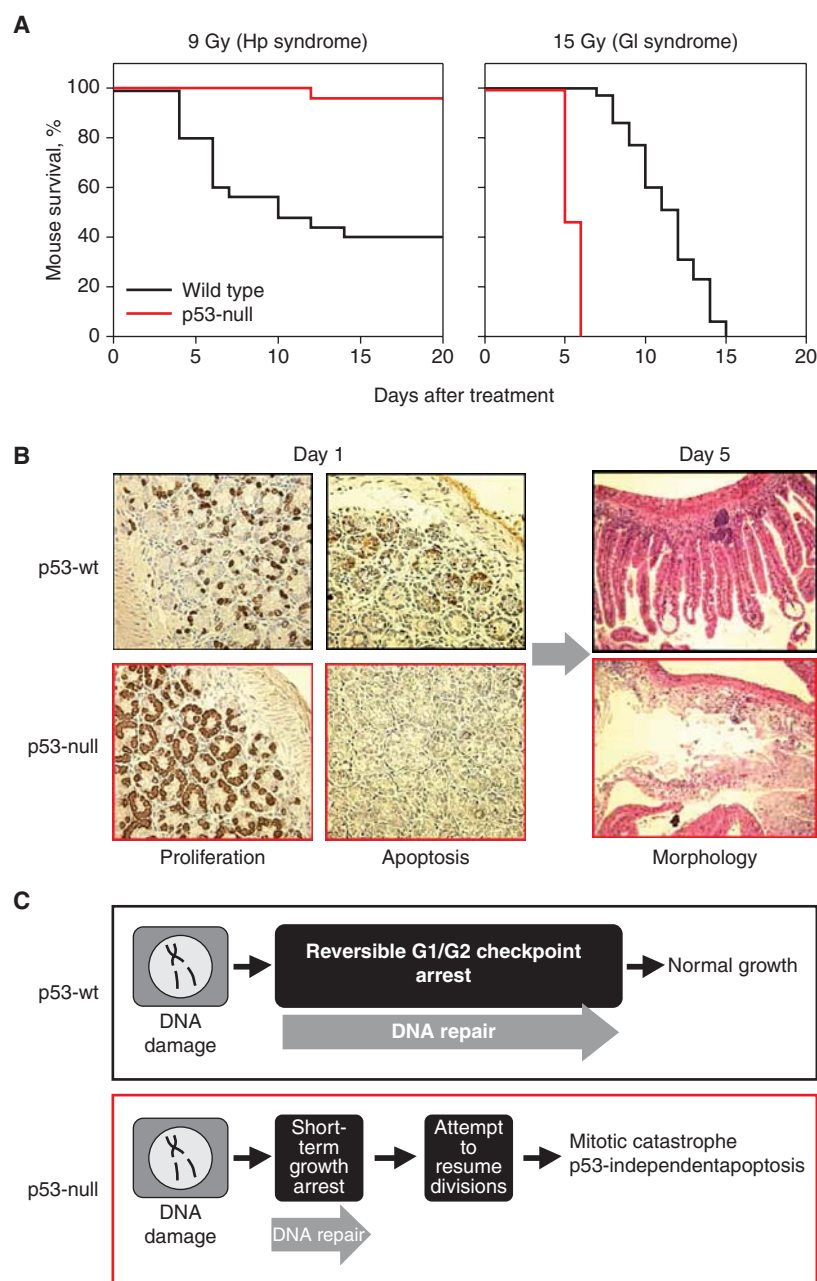 A
9 Gy (Hp syndrome)
15 Gy (GI syndrome)
Mouse survival, %
100
80
60
40
20
0
Wild type
p53-null
0 5 10 15 20
0 5 10 15 20
Days after treatment
B
Day 1
Day 5
p53-wt
p53-null
Proliferation
Apoptosis
Morphology
C
p53-wt
DNA
damage
Reversible G1/G2 checkpoint
arrest
DNA repair
Normal growth
p53-null
DNA
damage
Short-
term
growth
arrest
DNA repair
Attempt
to
resume
divisions
Mitotic catastrophe
p53-independentapoptosis